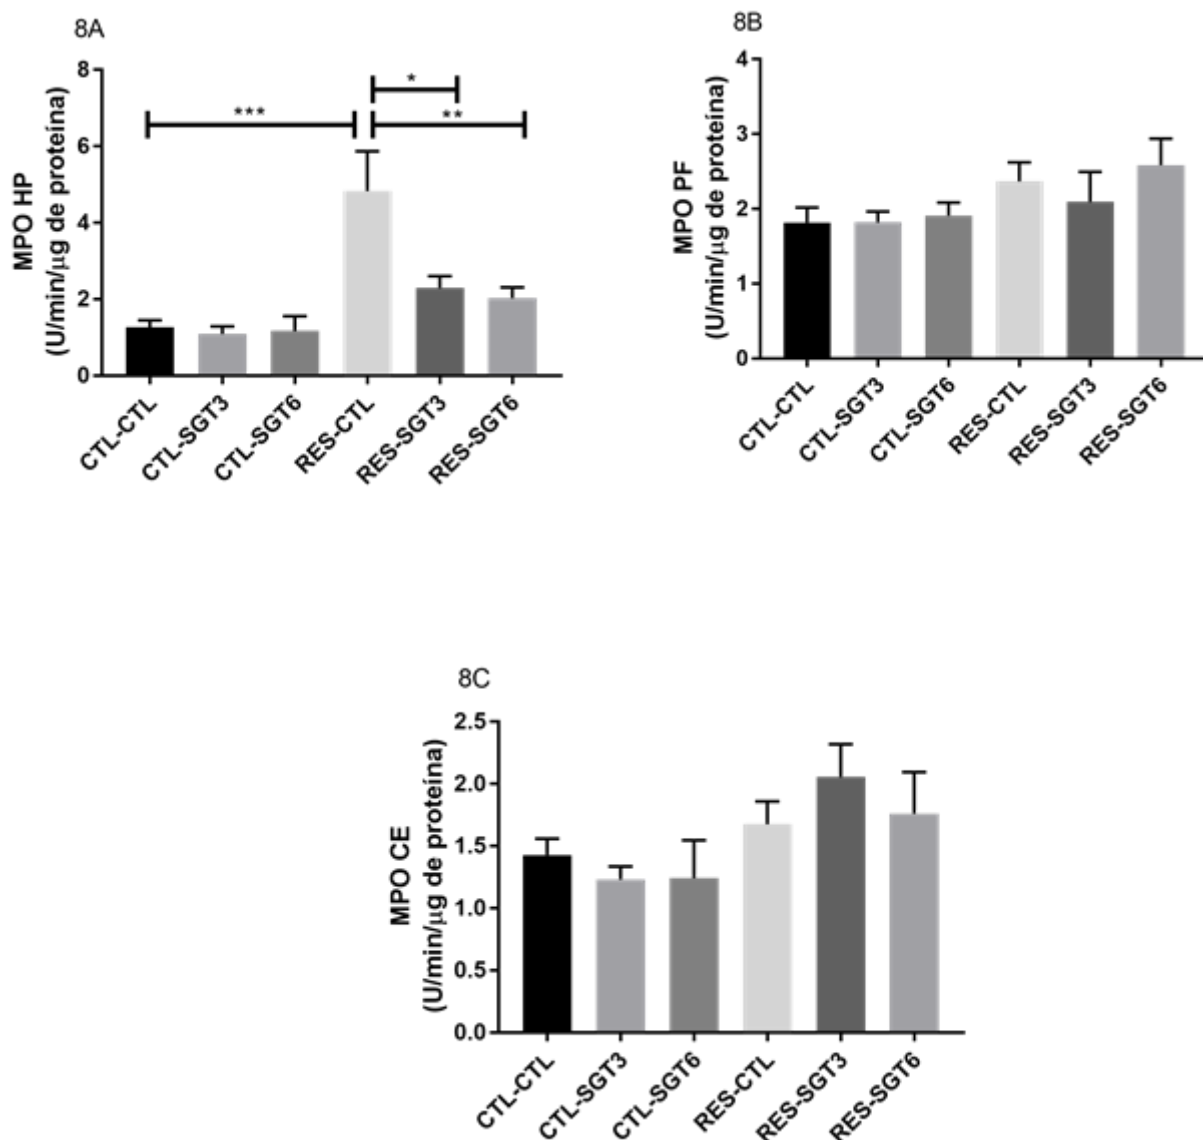 8A
MPO HP
(U/min/µg de proteína)
8
6
4
2
0
***
*
**
CTL-CTL
CTL-SGT3
CTL-SGT6
RES-CTL
RES-SGT3
RES-SGT6
8B
MPO PF
(U/min/µg de proteína)
4
3
2
1
0
CTL-CTL
CTL-SGT3
CTL-SGT6
RES-CTL
RES-SGT3
RES-SGT6
8C
MPO CE
(U/min/µg de proteína)
2.5
2.0
1.5
1.0
0.5
0.0
CTL-CTL
CTL-SGT3
CTL-SGT6
RES-CTL
RES-SGT3
RES-SGT6